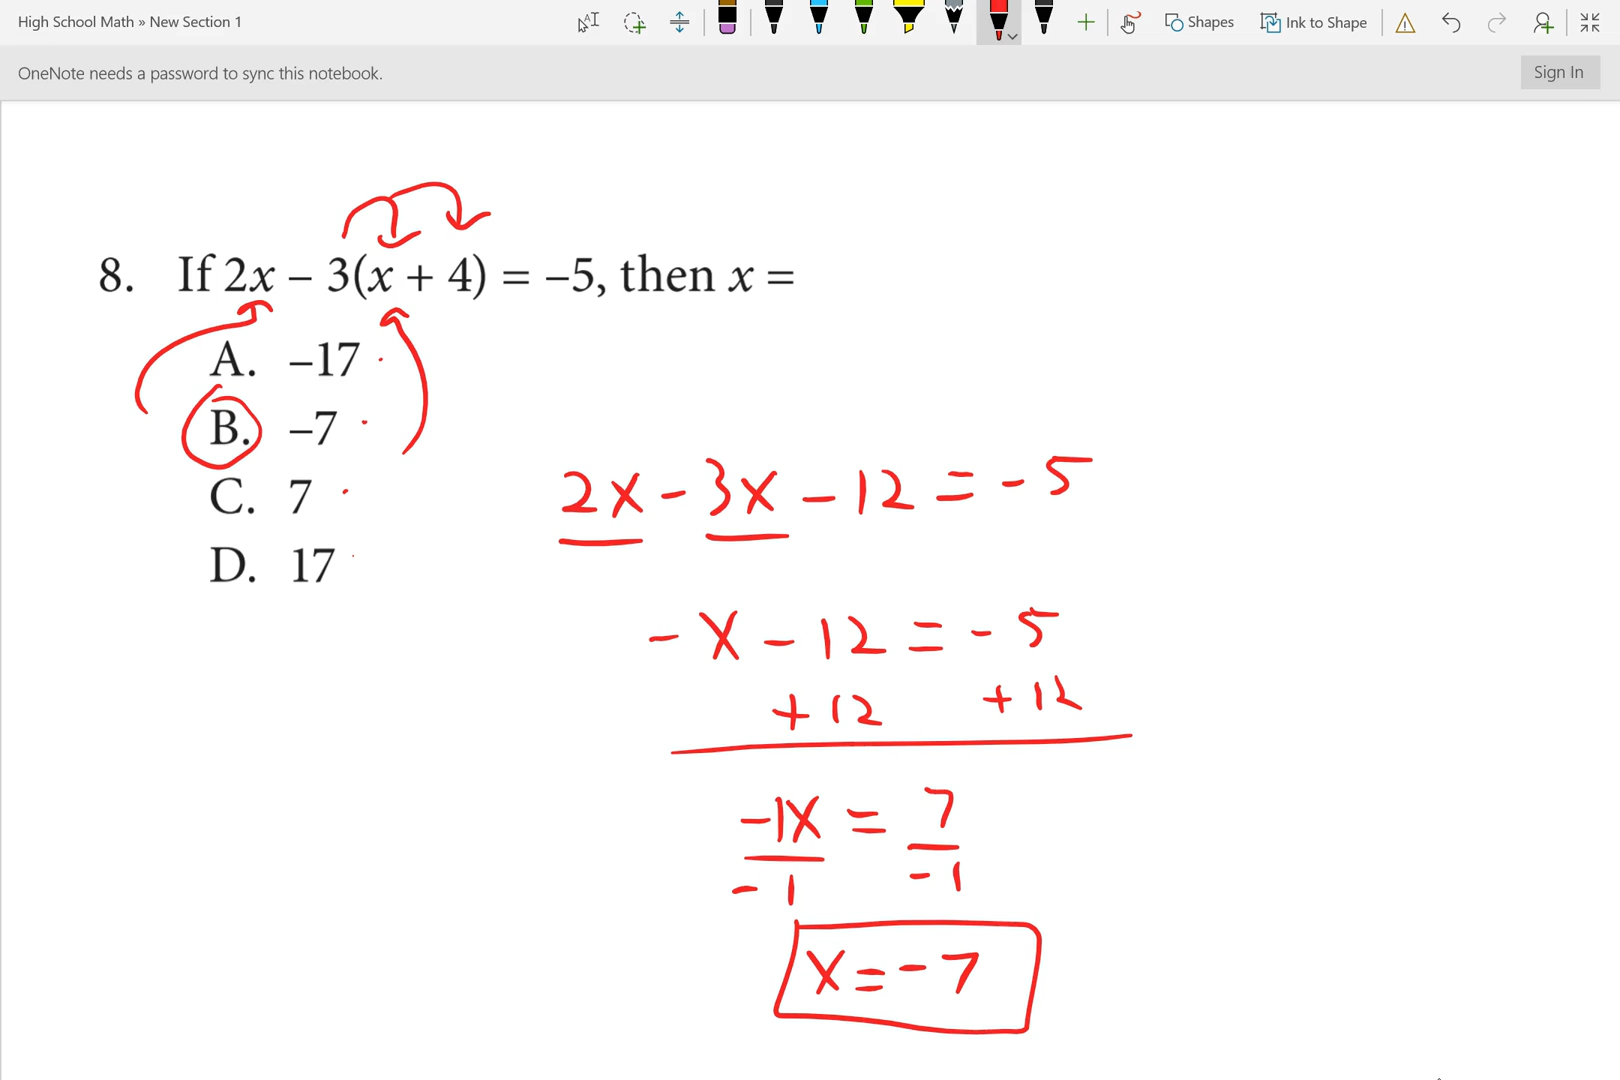 High School Math » New Section 1
Shapes
Ink to Shape
OneNote needs a password to sync this notebook.
Sign In
8. If 2x – 3(x + 4) = –5, then x =
A. –17
B. –7
C. 7
D. 17
2x - 3x - 12 = - 5
- x - 12 = - 5
+ 12 + 12
-1x = 7
- 1 - 1
x = - 7